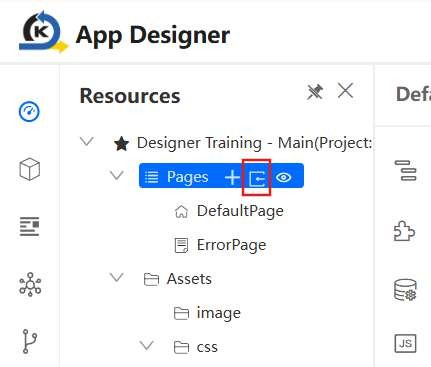 K
App Designer
Resources
Defa
Designer Training - Main(Project:
Pages
DefaultPage
ErrorPage
Assets
image
css
JS